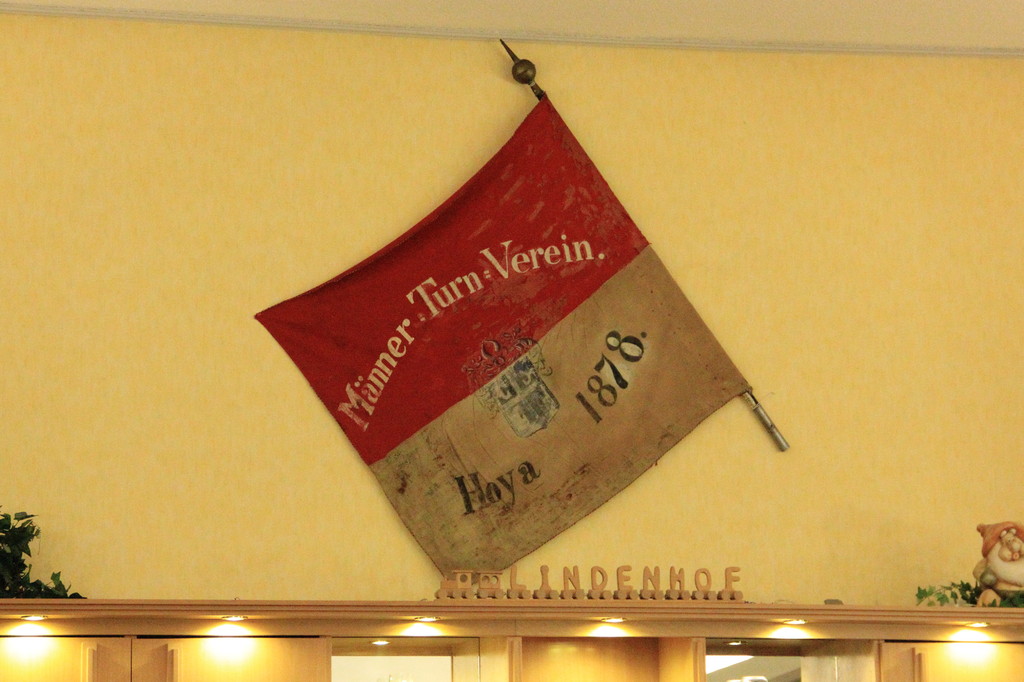 Männer-Turn-Verein.
Hoya 1878.
LINDENHOF